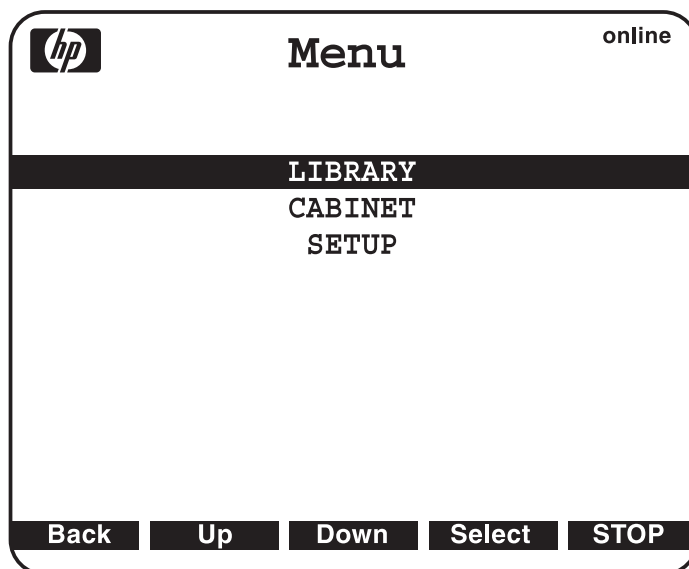 hp
Menu
online
LIBRARY
CABINET
SETUP
Back Up Down Select STOP